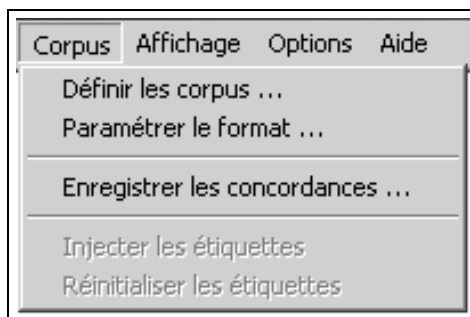 Corpus Affichage Options Aide
Définir les corpus ...
Paramétrer le format ...
Enregistrer les concordances ...
Injecter les étiquettes
Réinitialiser les étiquettes